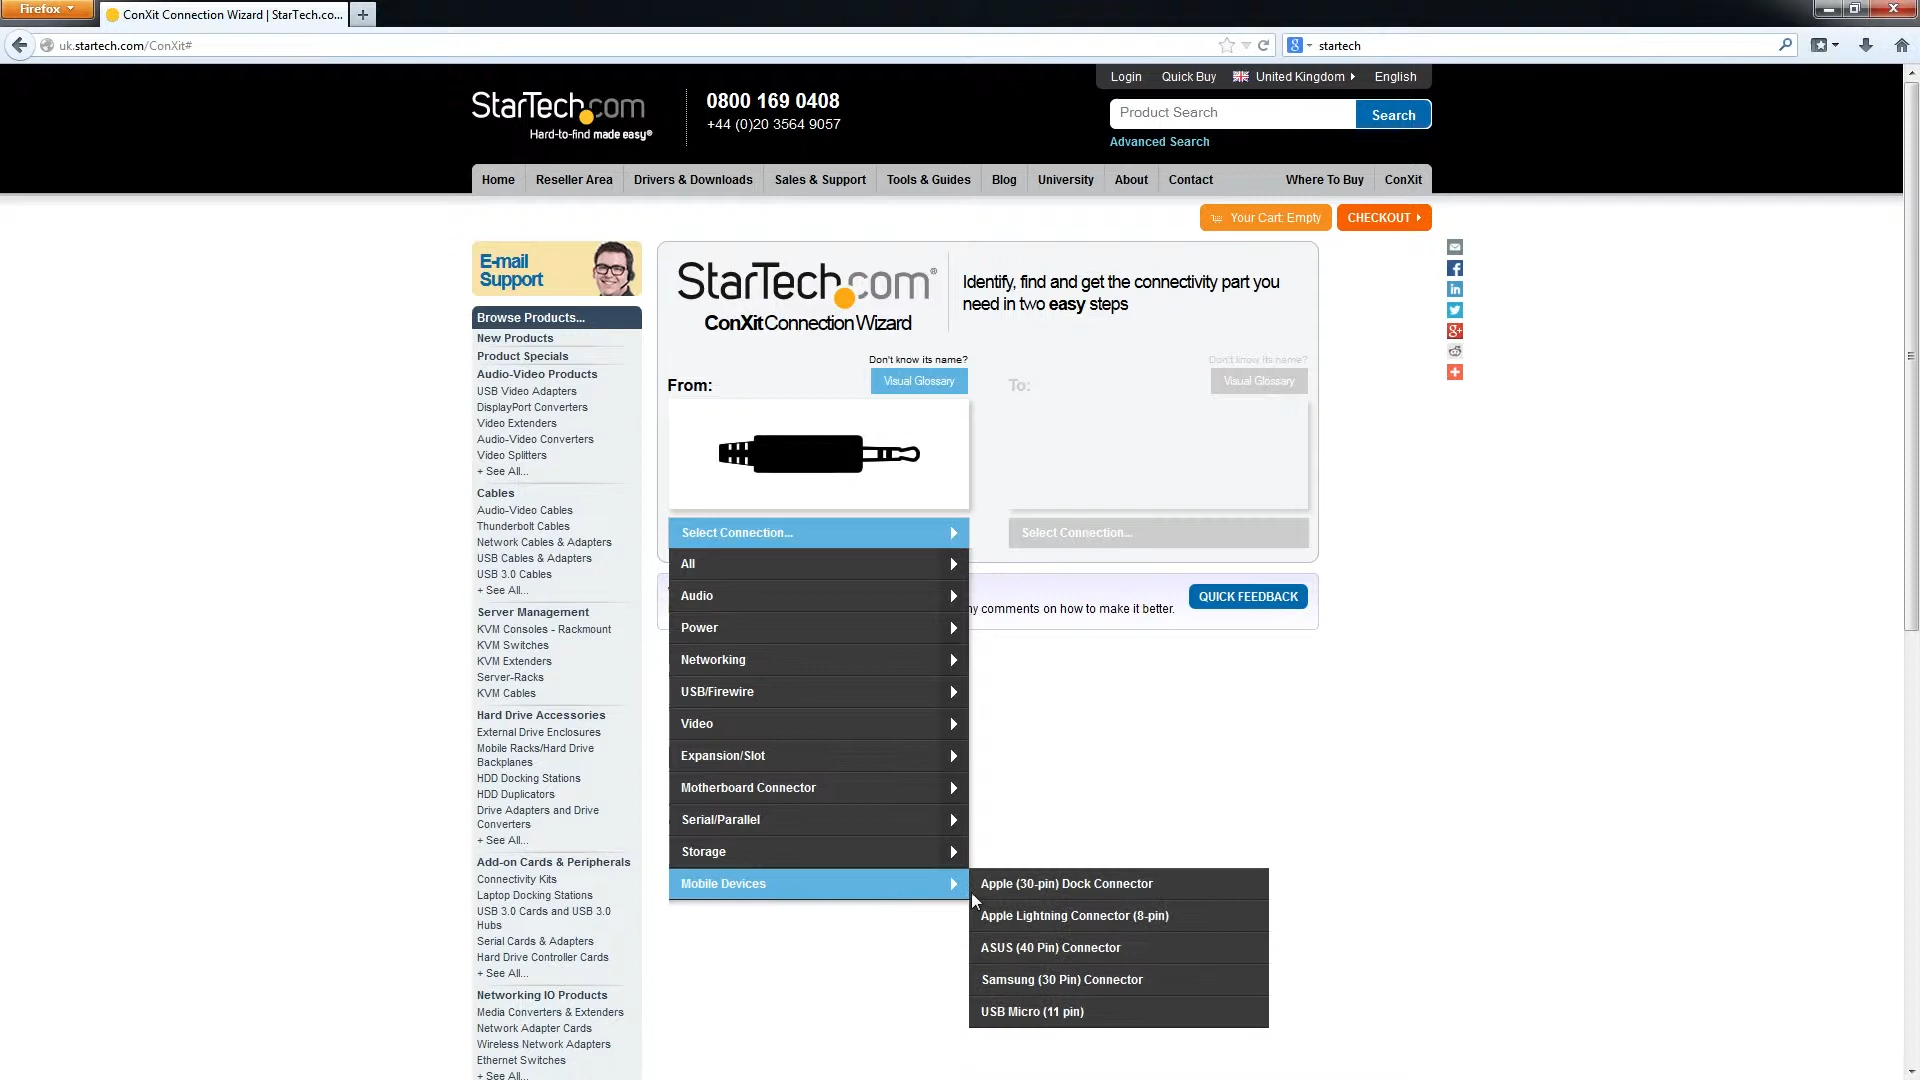 Firefox
ConXit Connection Wizard | StarTech.co...
uk.startech.com/ConXit#
startech
Login Quick Buy United Kingdom English
StarTech.com
Hard-to-find made easy®
0800 169 0408
+44 (0)20 3564 9057
Product Search
Search
Advanced Search
Home Reseller Area Drivers & Downloads Sales & Support Tools & Guides Blog University About Contact Where To Buy ConXit
Your Cart: Empty CHECKOUT
E-mail
Support
Browse Products...
New Products
Product Specials
Audio-Video Products
USB Video Adapters
DisplayPort Converters
Video Extenders
Audio-Video Converters
Video Splitters
+ See All...
Cables
Audio-Video Cables
Thunderbolt Cables
Network Cables & Adapters
USB Cables & Adapters
USB 3.0 Cables
+ See All...
Server Management
KVM Consoles - Rackmount
KVM Switches
KVM Extenders
Server-Racks
KVM Cables
Hard Drive Accessories
External Drive Enclosures
Mobile Racks/Hard Drive
Backplanes
HDD Docking Stations
HDD Duplicators
Drive Adapters and Drive
Converters
+ See All...
Add-on Cards & Peripherals
Connectivity Kits
Laptop Docking Stations
USB 3.0 Cards and USB 3.0
Hubs
Serial Cards & Adapters
Hard Drive Controller Cards
+ See All...
Networking IO Products
Media Converters & Extenders
Network Adapter Cards
Wireless Network Adapters
Ethernet Switches
+ See All...
StarTech.com®
ConXit Connection Wizard
Identify, find and get the connectivity part you
need in two easy steps
Don't know its name?
From:
Visual Glossary
Don't know its name?
To:
Visual Glossary
Select Connection...
Select Connection...
All
Audio
Power
Networking
USB/Firewire
Video
Expansion/Slot
Motherboard Connector
Serial/Parallel
Storage
Mobile Devices
comments on how to make it better.
QUICK FEEDBACK
Apple (30-pin) Dock Connector
Apple Lightning Connector (8-pin)
ASUS (40 Pin) Connector
Samsung (30 Pin) Connector
USB Micro (11 pin)